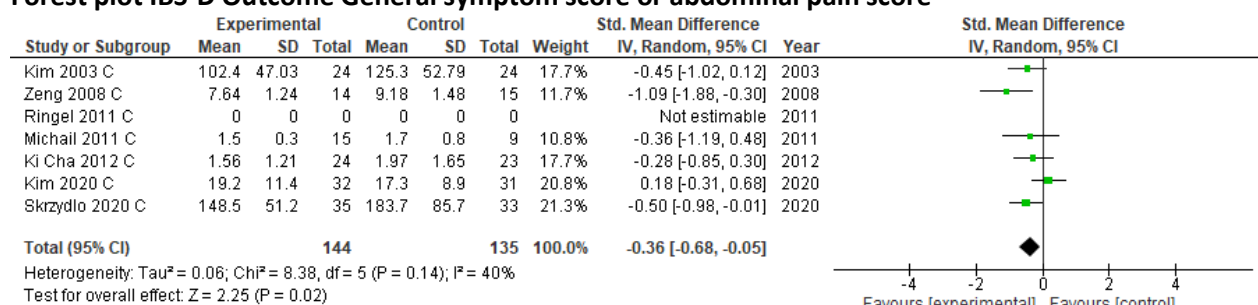 Forest plot IBS-D Outcome General symptom score or abdominal pain score
Experimental Control Std. Mean Difference Std. Mean Difference
Study or Subgroup Mean SD Total Mean SD Total Weight IV, Random, 95% CI Year IV, Random, 95% CI
Kim 2003 C 102.4 47.03 24 125.3 52.79 24 17.7% -0.45 [-1.02, 0.12] 2003
Zeng 2008 C 7.64 1.24 14 9.18 1.48 15 11.7% -1.09 [-1.88, -0.30] 2008
Ringel 2011 C 0 0 0 0 0 0 Not estimable 2011
Michail 2011 C 1.5 0.3 15 1.7 0.8 9 10.8% -0.36 [-1.19, 0.48] 2011
Ki Cha 2012 C 1.56 1.21 24 1.97 1.65 23 17.7% -0.28 [-0.85, 0.30] 2012
Kim 2020 C 19.2 11.4 32 17.3 8.9 31 20.8% 0.18 [-0.31, 0.68] 2020
Skrzydlo 2020 C 148.5 51.2 35 183.7 85.7 33 21.3% -0.50 [-0.98, -0.01] 2020
Total (95% CI) 144 135 100.0% -0.36 [-0.68, -0.05]
Heterogeneity: Tau² = 0.06; Chi² = 8.38, df = 5 (P = 0.14); I² = 40%
-4 -2 0 2 4
Test for overall effect: Z = 2.25 (P = 0.02)
Favours [experimental] Favours [control]